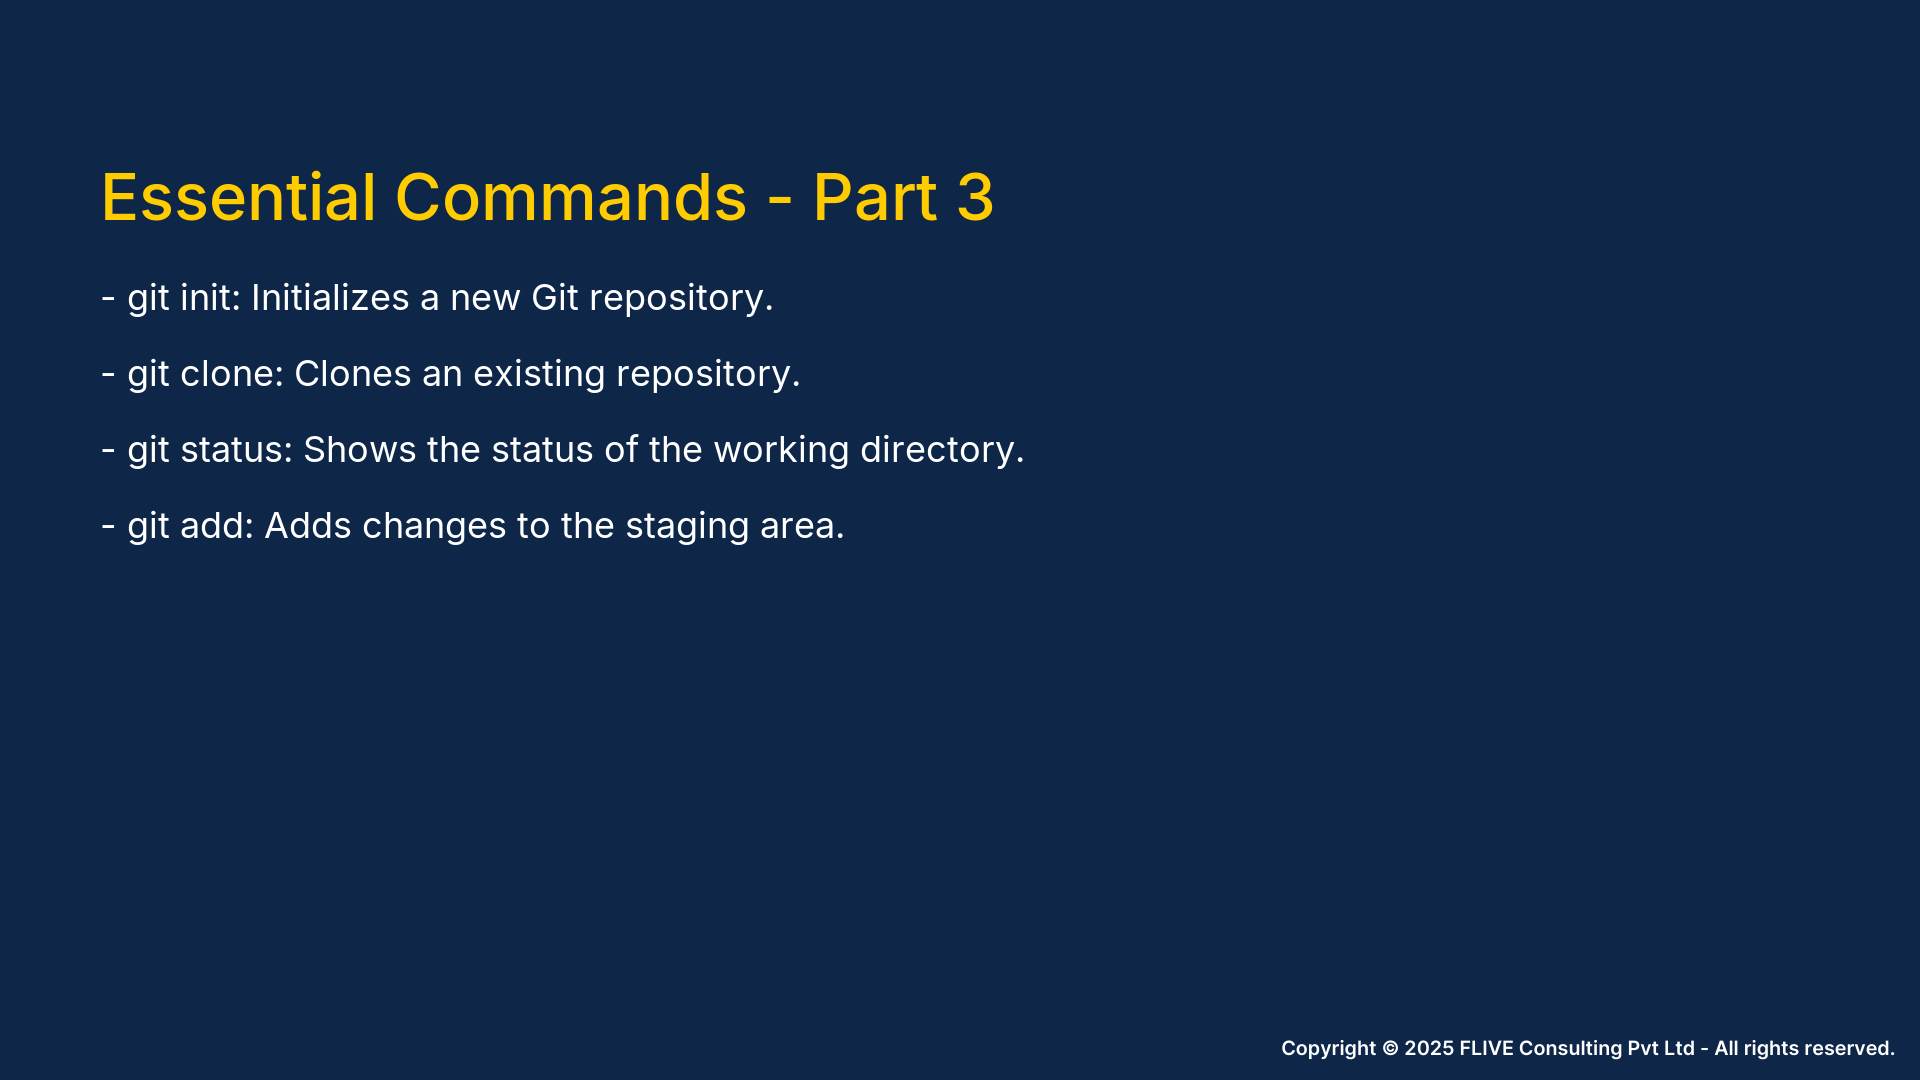 Essential Commands - Part 3
- git init: Initializes a new Git repository.
- git clone: Clones an existing repository.
- git status: Shows the status of the working directory.
- git add: Adds changes to the staging area.
Copyright © 2025 FLIVE Consulting Pvt Ltd - All rights reserved.